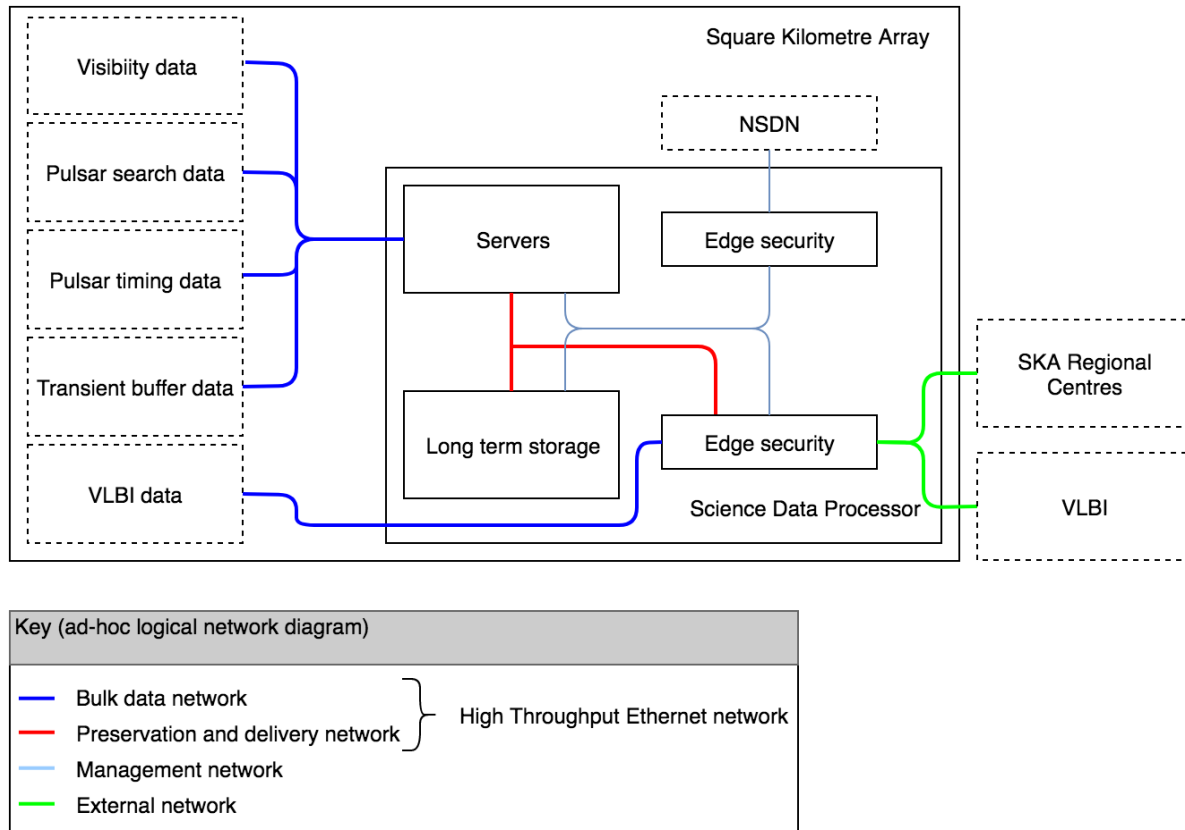 Square Kilometre Array
Visibiity data
NSDN
Pulsar search data
Servers
Edge security
Pulsar timing data
SKA Regional
Centres
Transient buffer data
Long term storage
Edge security
VLBI data
Science Data Processor
VLBI
Key (ad-hoc logical network diagram)
Bulk data network
High Throughput Ethernet network
Preservation and delivery network
Management network
External network